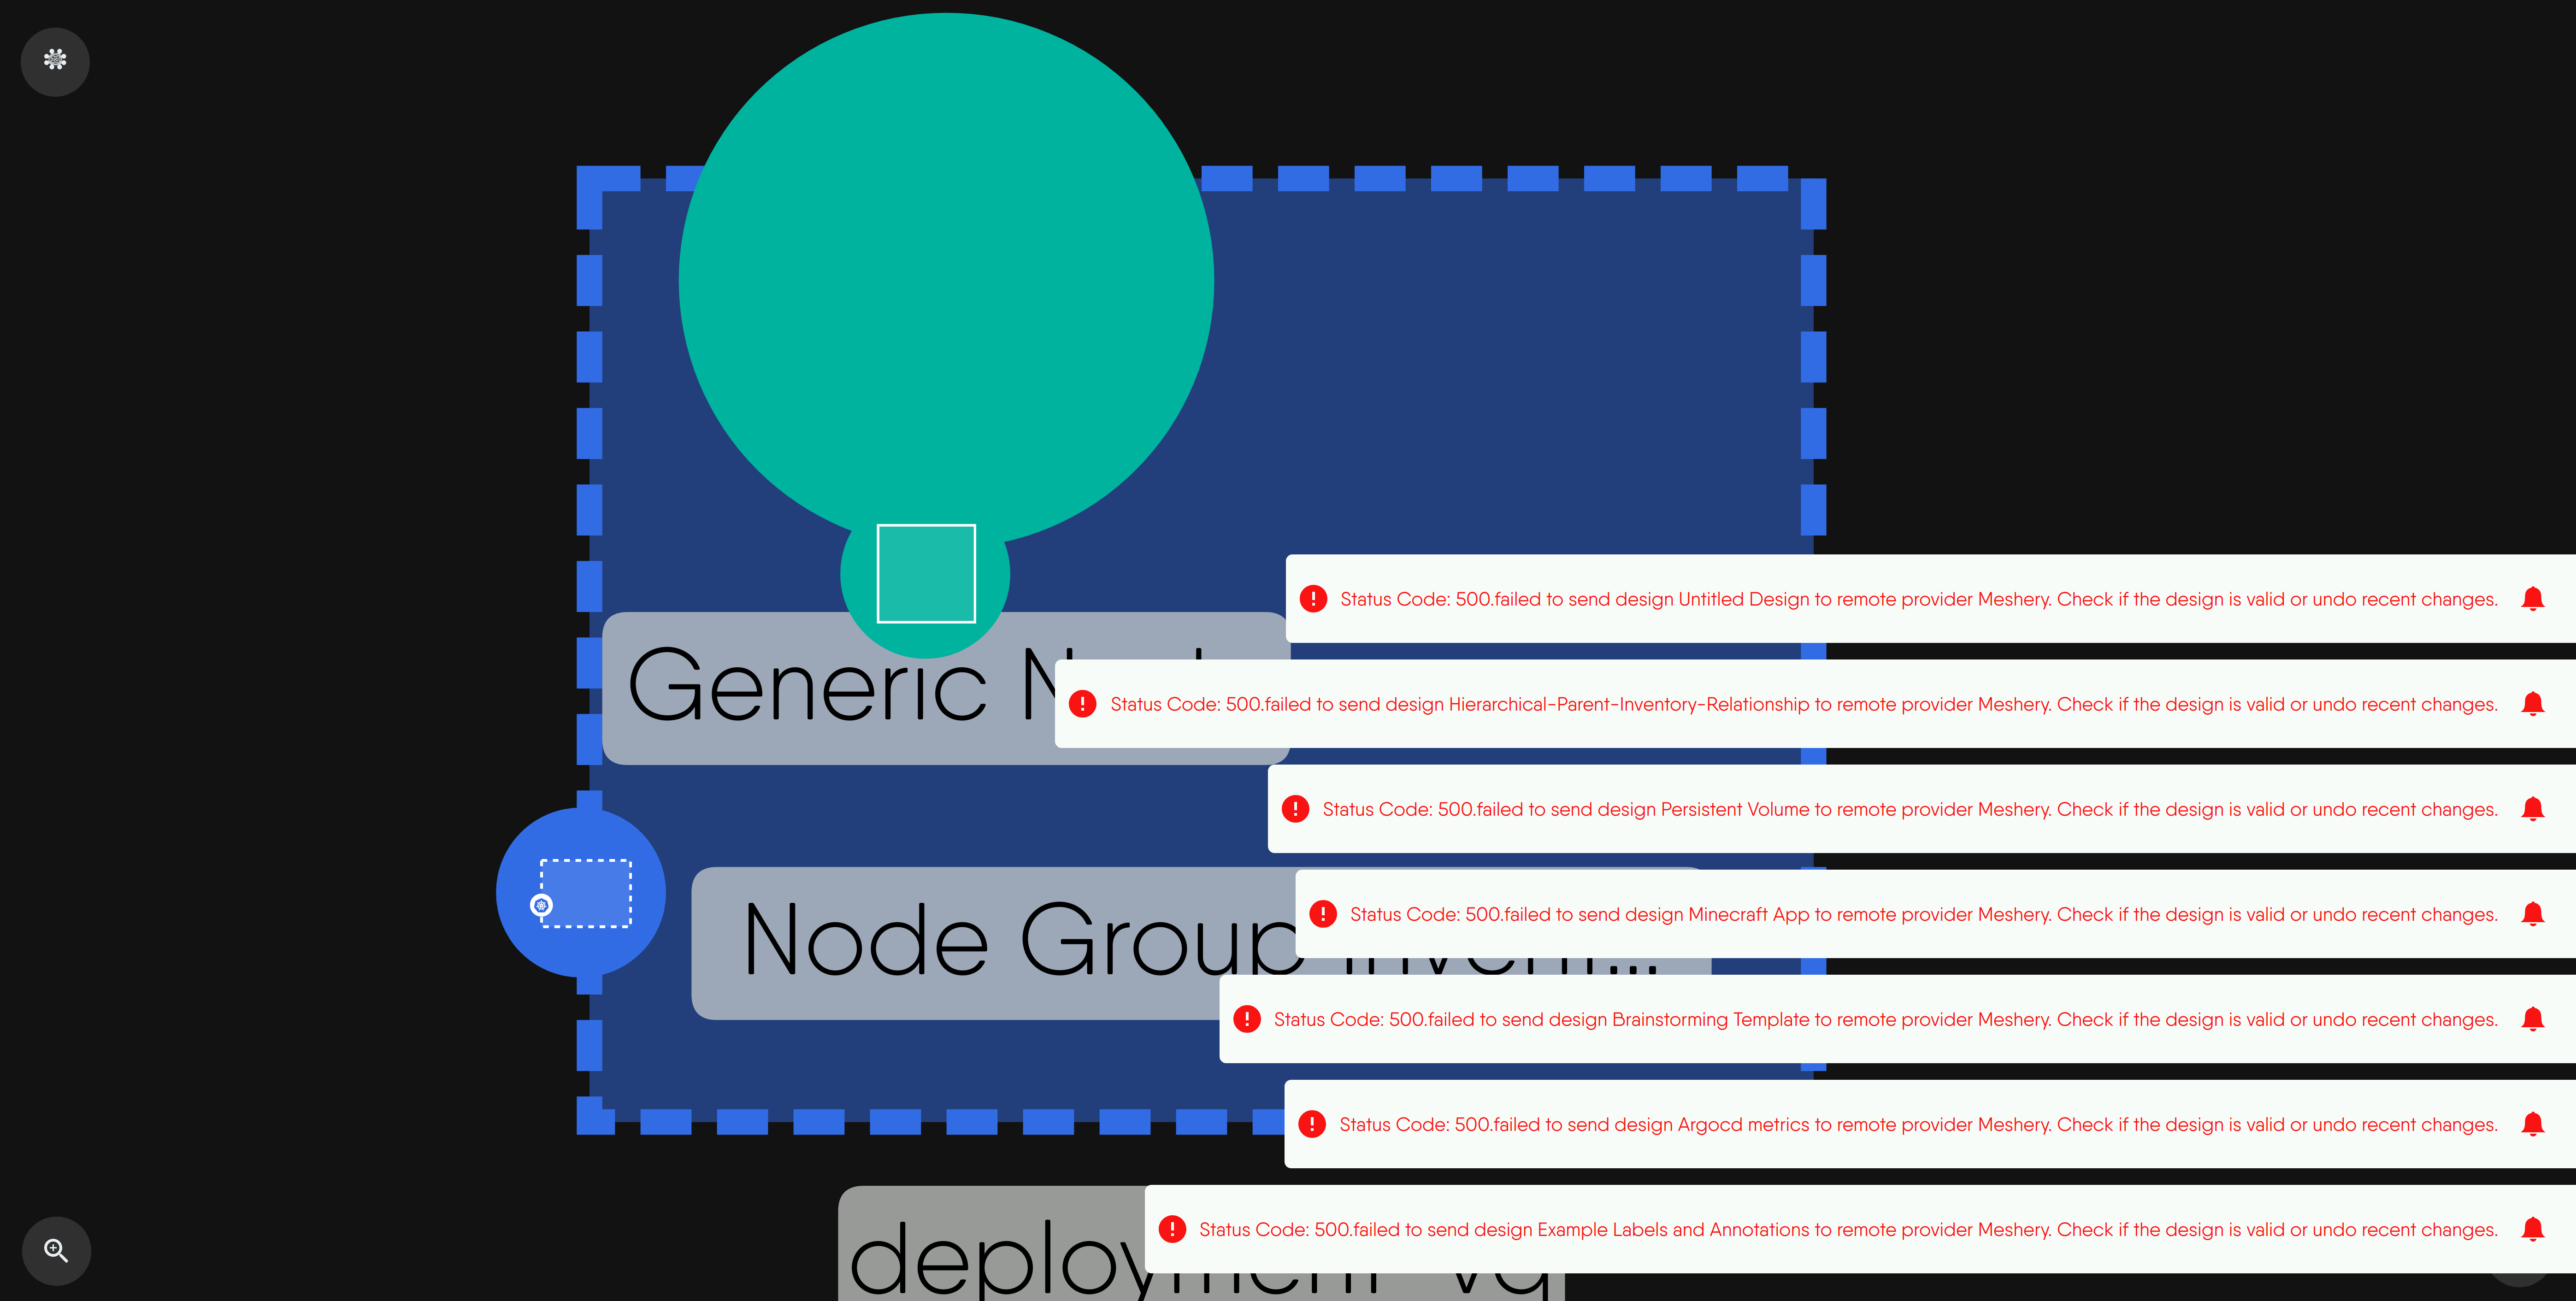 Status Code: 500.failed to send design Untitled Design to remote provider Meshery. Check if the design is valid or undo recent changes.
Generic
Status Code: 500.failed to send design Hierarchical-Parent-Inventory-Relationship to remote provider Meshery. Check if the design is valid or undo recent changes.
Status Code: 500.failed to send design Persistent Volume to remote provider Meshery. Check if the design is valid or undo recent changes.
Status Code: 500.failed to send design Minecraft App to remote provider Meshery. Check if the design is valid or undo recent changes.
Node Group
Status Code: 500.failed to send design Brainstorming Template to remote provider Meshery. Check if the design is valid or undo recent changes.
Status Code: 500.failed to send design Argocd metrics to remote provider Meshery. Check if the design is valid or undo recent changes.
Status Code: 500.failed to send design Example Labels and Annotations to remote provider Meshery. Check if the design is valid or undo recent changes.